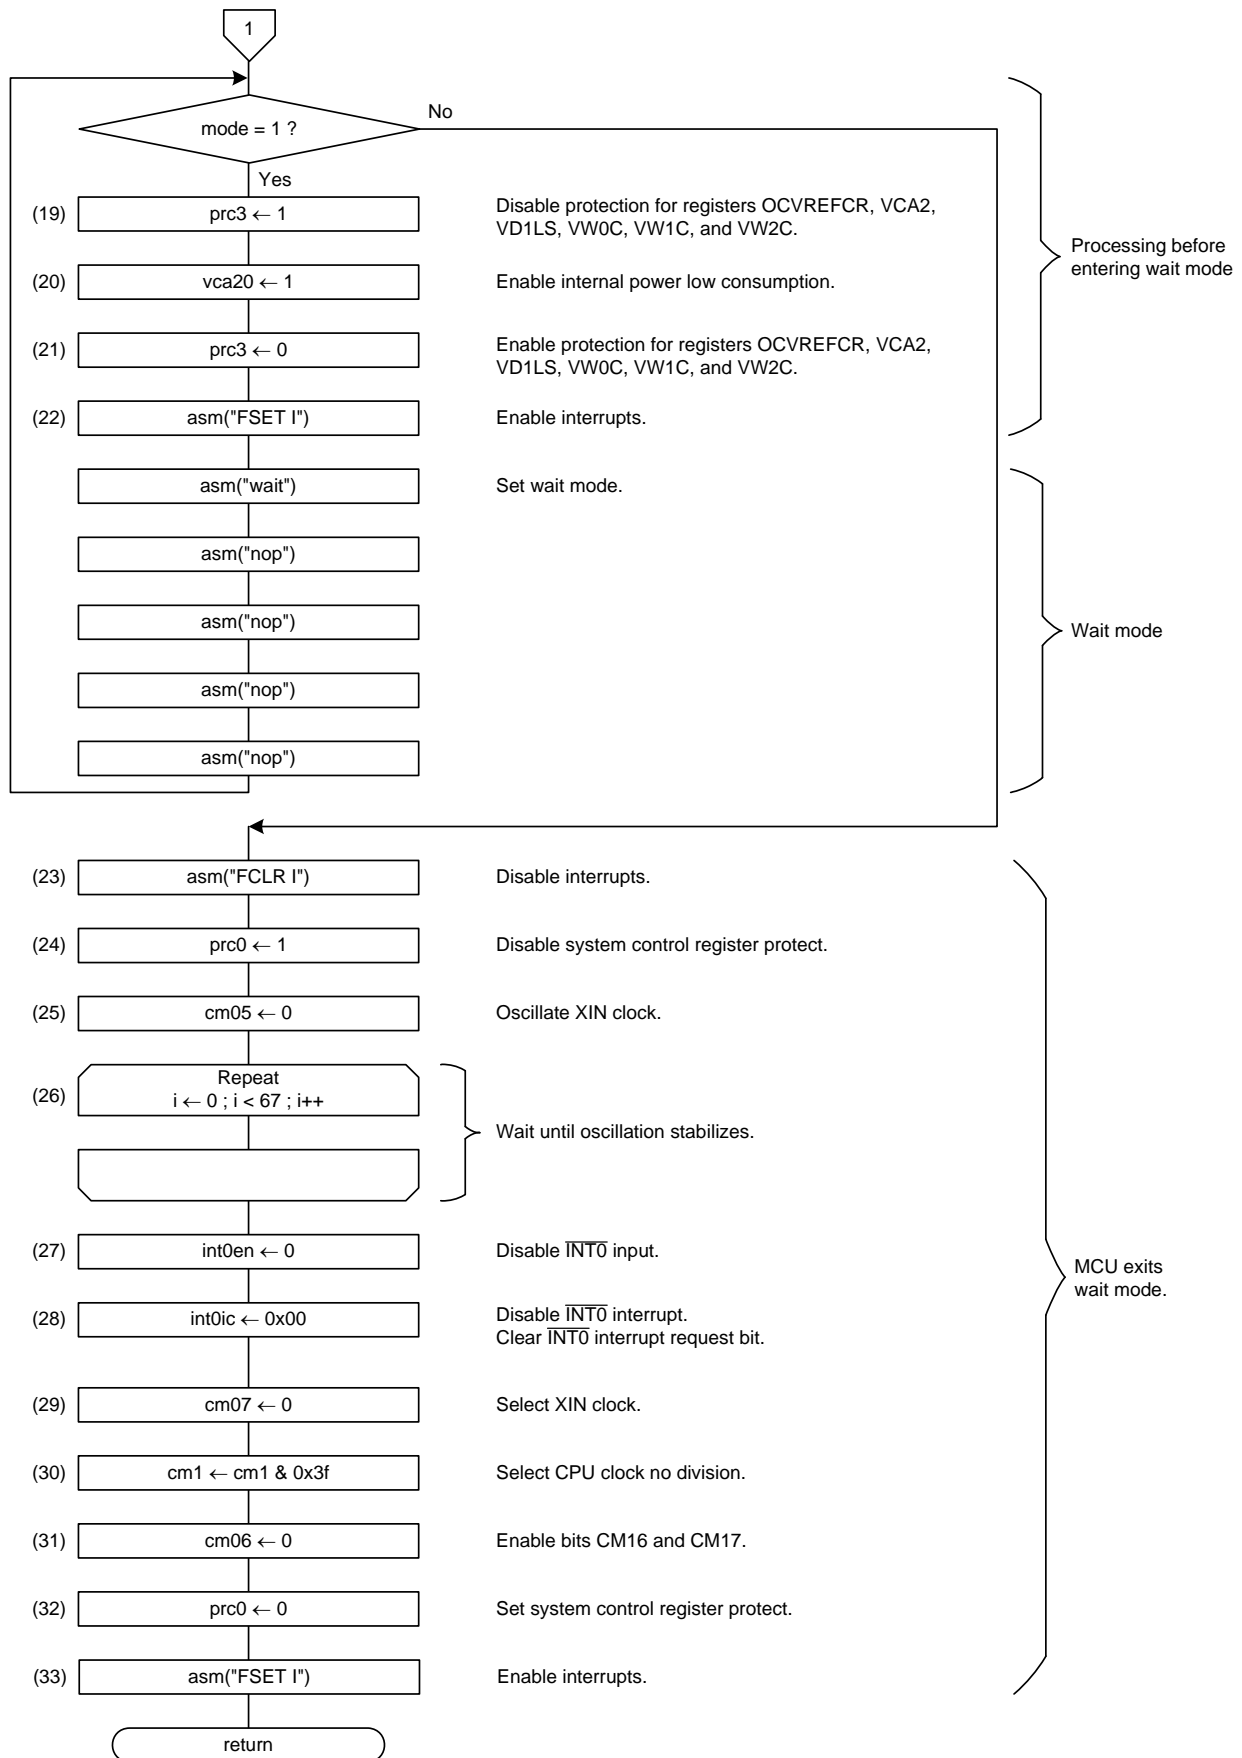 1
mode = 1 ?
No
Yes
(19)
prc3 ← 1
Disable protection for registers OCVREFCR, VCA2,
VD1LS, VW0C, VW1C, and VW2C.
Processing before
entering wait mode
(20)
vca20 ← 1
Enable internal power low consumption.
(21)
prc3 ← 0
Enable protection for registers OCVREFCR, VCA2,
VD1LS, VW0C, VW1C, and VW2C.
(22)
asm("FSET I")
Enable interrupts.
asm("wait")
Set wait mode.
asm("nop")
asm("nop")
Wait mode
asm("nop")
asm("nop")
(23)
asm("FCLR I")
Disable interrupts.
(24)
prc0 ← 1
Disable system control register protect.
(25)
cm05 ← 0
Oscillate XIN clock.
(26)
Repeat
i ← 0 ; i < 67 ; i++
Wait until oscillation stabilizes.
(27)
int0en ← 0
Disable INT0 input.
MCU exits
wait mode.
(28)
int0ic ← 0x00
Disable INT0 interrupt.
Clear INT0 interrupt request bit.
(29)
cm07 ← 0
Select XIN clock.
(30)
cm1 ← cm1 & 0x3f
Select CPU clock no division.
(31)
cm06 ← 0
Enable bits CM16 and CM17.
(32)
prc0 ← 0
Set system control register protect.
(33)
asm("FSET I")
Enable interrupts.
return